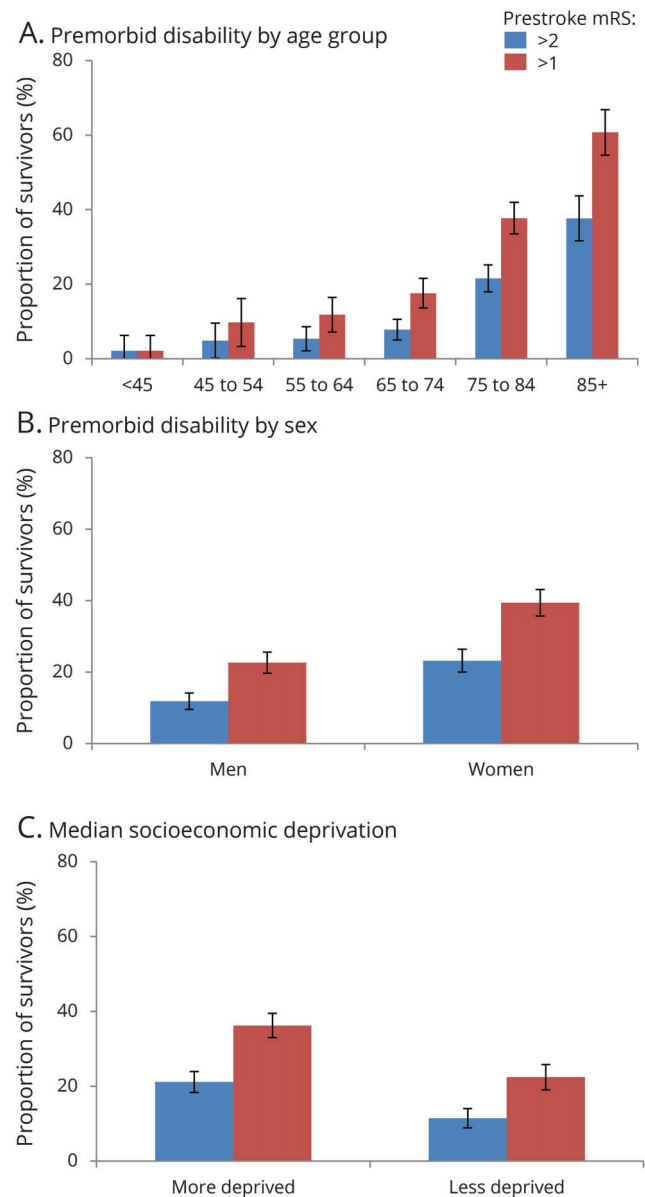 Prestroke mRS:
>2
>1
A. Premorbid disability by age group
Proportion of survivors (%)
80
60
40
20
0
<45 45 to 54 55 to 64 65 to 74 75 to 84 85+
B. Premorbid disability by sex
Proportion of survivors (%)
80
60
40
20
0
Men Women
C. Median socioeconomic deprivation
Proportion of survivors (%)
80
60
40
20
0
More deprived Less deprived